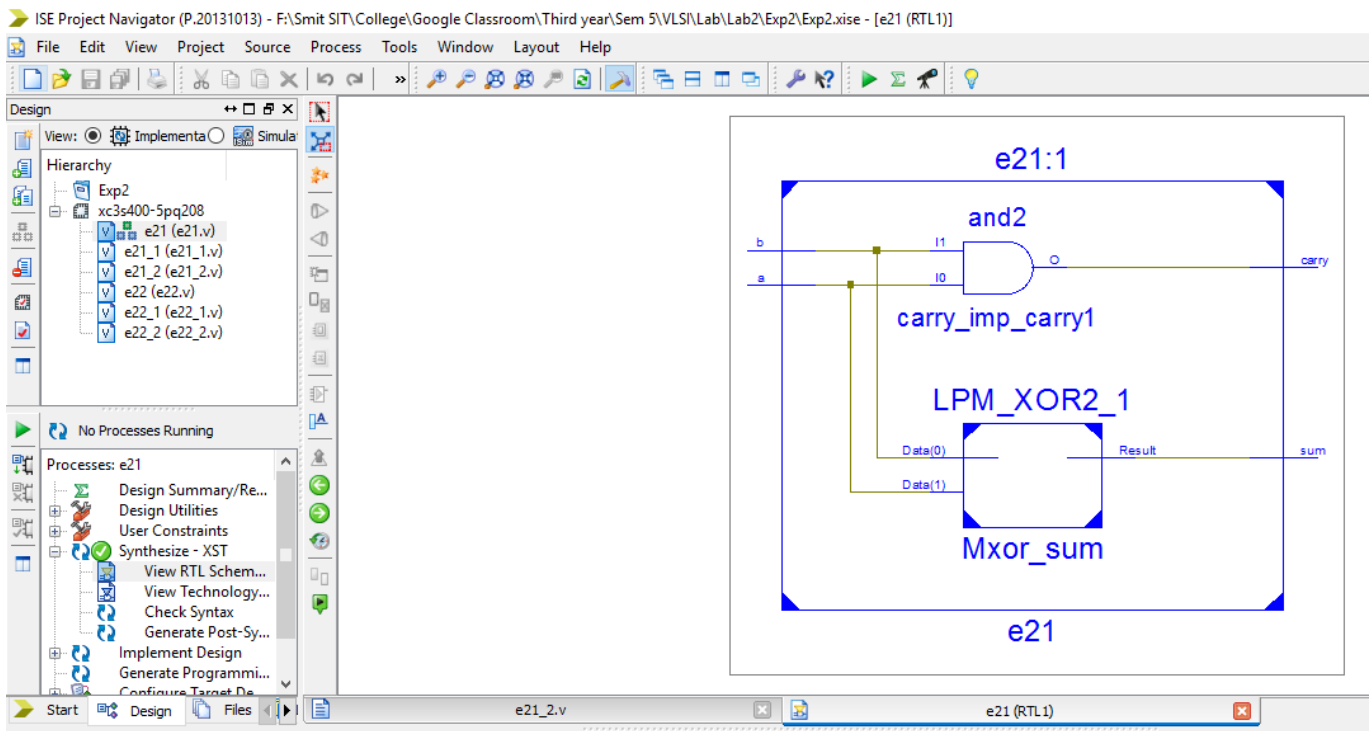 ISE Project Navigator (P.20131013) - F:\Smit SIT\College\Google Classroom\Third year\Sem 5\VLSI\Lab\Lab2\Exp2\Exp2.xise - [e21 (RTL1)]
File Edit View Project Source Process Tools Window Layout Help
Design
View: Implementa Simula
Hierarchy
Exp2
xc3s400-5pq208
e21 (e21.v)
e21_1 (e21_1.v)
e21_2 (e21_2.v)
e22 (e22.v)
e22_1 (e22_1.v)
e22_2 (e22_2.v)
No Processes Running
Processes: e21
Design Summary/Re...
Design Utilities
User Constraints
Synthesize - XST
View RTL Schem...
View Technology...
Check Syntax
Generate Post-Sy...
Implement Design
Generate Programmi...
Configure Target De
Start Design Files
e21:1
and2
b I1
O carry
a I0
carry_imp_carry1
LPM_XOR2_1
Data(0) Result sum
Data(1)
Mxor_sum
e21
e21_2.v
e21 (RTL1)